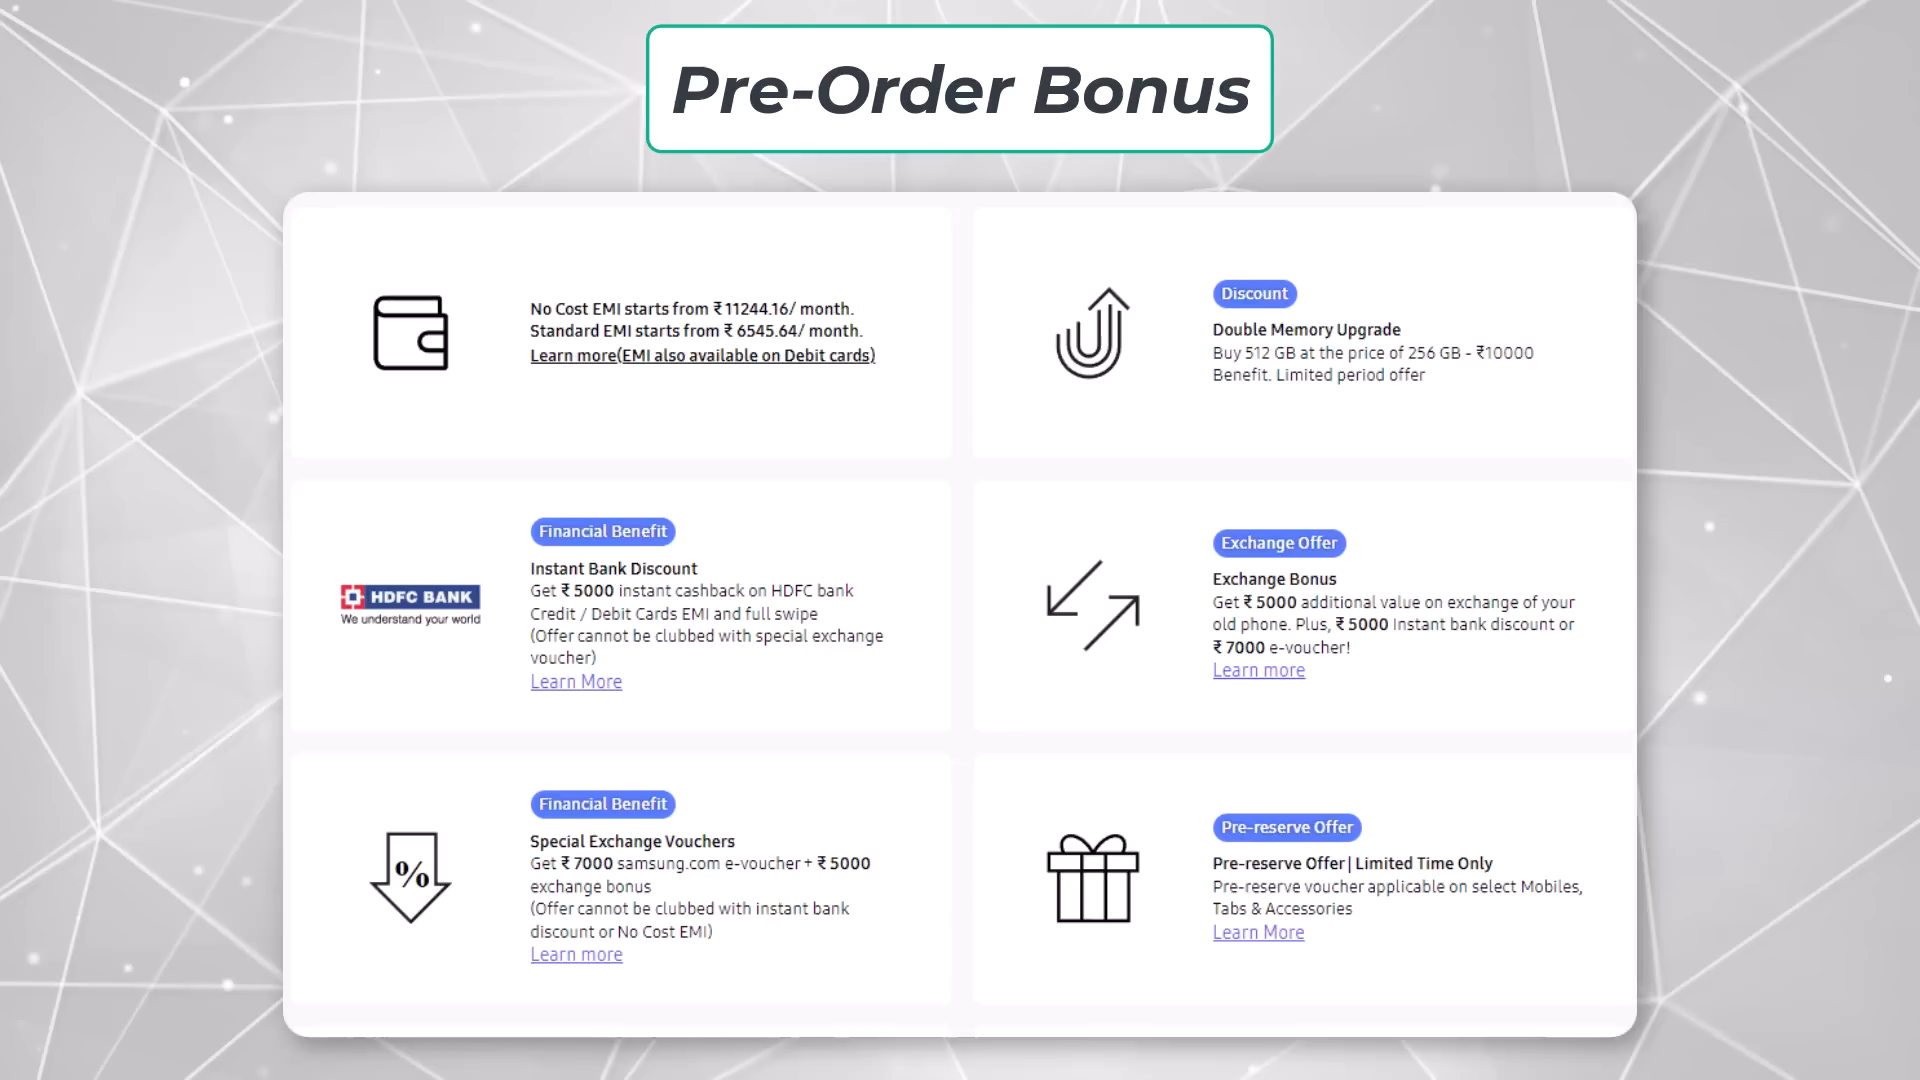 Pre-Order Bonus
No Cost EMI starts from ₹ 11244.16/ month.
Standard EMI starts from ₹ 6545.64/ month.
Learn more(EMI also available on Debit cards)
Discount
Double Memory Upgrade
Buy 512 GB at the price of 256 GB - ₹10000
Benefit. Limited period offer
HDFC BANK
We understand your world
Financial Benefit
Instant Bank Discount
Get ₹ 5000 instant cashback on HDFC bank
Credit / Debit Cards EMI and full swipe
(Offer cannot be clubbed with special exchange
voucher)
Learn More
Exchange Offer
Exchange Bonus
Get ₹ 5000 additional value on exchange of your
old phone. Plus, ₹ 5000 Instant bank discount or
₹ 7000 e-voucher!
Learn more
%
Financial Benefit
Special Exchange Vouchers
Get ₹ 7000 samsung.com e-voucher + ₹ 5000
exchange bonus
(Offer cannot be clubbed with instant bank
discount or No Cost EMI)
Learn more
Pre-reserve Offer
Pre-reserve Offer | Limited Time Only
Pre-reserve voucher applicable on select Mobiles,
Tabs & Accessories
Learn More